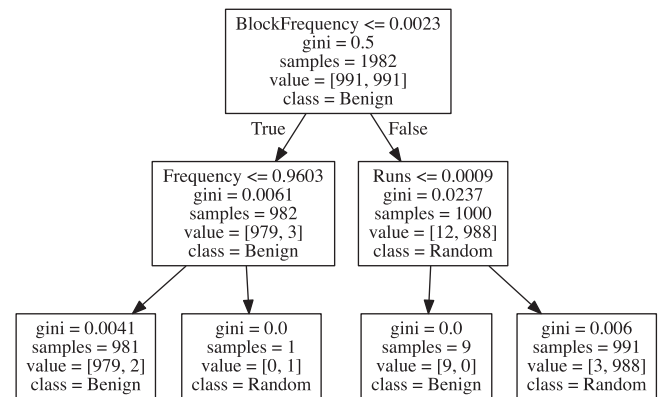 BlockFrequency <= 0.0023
gini = 0.5
samples = 1982
value = [991, 991]
class = Benign
True
False
Frequency <= 0.9603
gini = 0.0061
samples = 982
value = [979, 3]
class = Benign
Runs <= 0.0009
gini = 0.0237
samples = 1000
value = [12, 988]
class = Random
gini = 0.0041
samples = 981
value = [979, 2]
class = Benign
gini = 0.0
samples = 1
value = [0, 1]
class = Random
gini = 0.0
samples = 9
value = [9, 0]
class = Benign
gini = 0.006
samples = 991
value = [3, 988]
class = Random